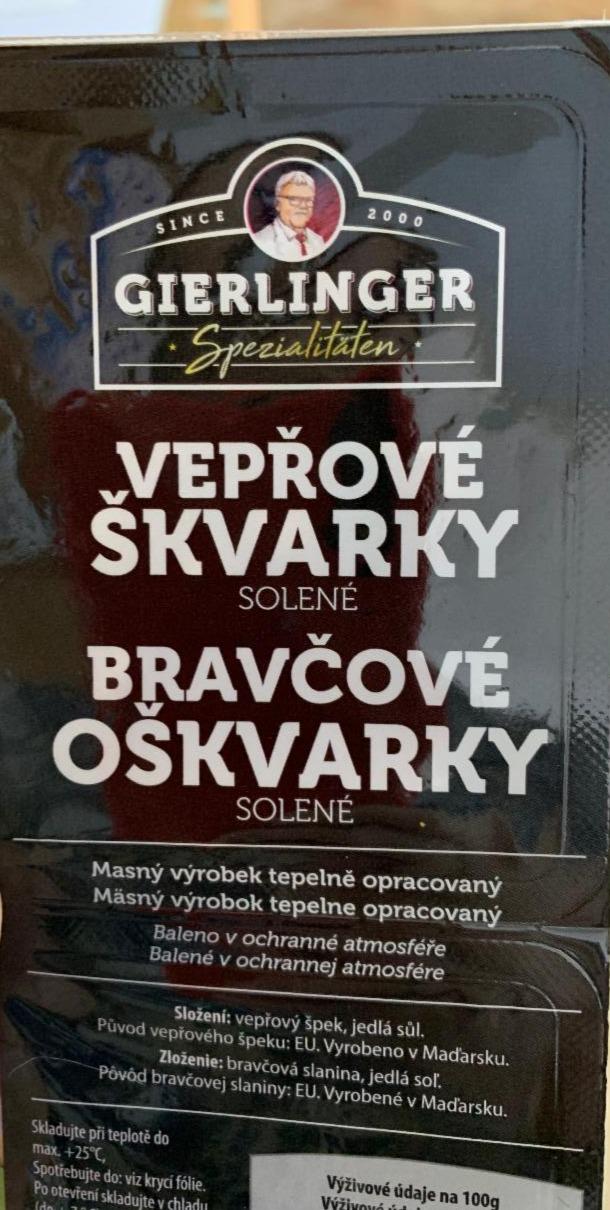 SINCE 2000
GIERLINGER
Spezialitäten
VEPŘOVÉ
ŠKVARKY
SOLENÉ
BRAVČOVÉ
OŠKVARKY
SOLENÉ
Masný výrobek tepelně opracovaný
Mäsný výrobok tepelne opracovaný
Baleno v ochranné atmosféře
Balené v ochrannej atmosfére
Složení: vepřový špek, jedlá sůl.
Původ vepřového špeku: EU. Vyrobeno v Maďarsku.
Zloženie: bravčová slanina, jedlá soľ.
Pôvod bravčovej slaniny: EU. Vyrobené v Maďarsku.
Skladujte při teplotě do
max. +25°C,
Spotřebujte do: viz krycí fólie.
Po otevření skladujte v chladu
Výživové údaje na 100g
Výživové